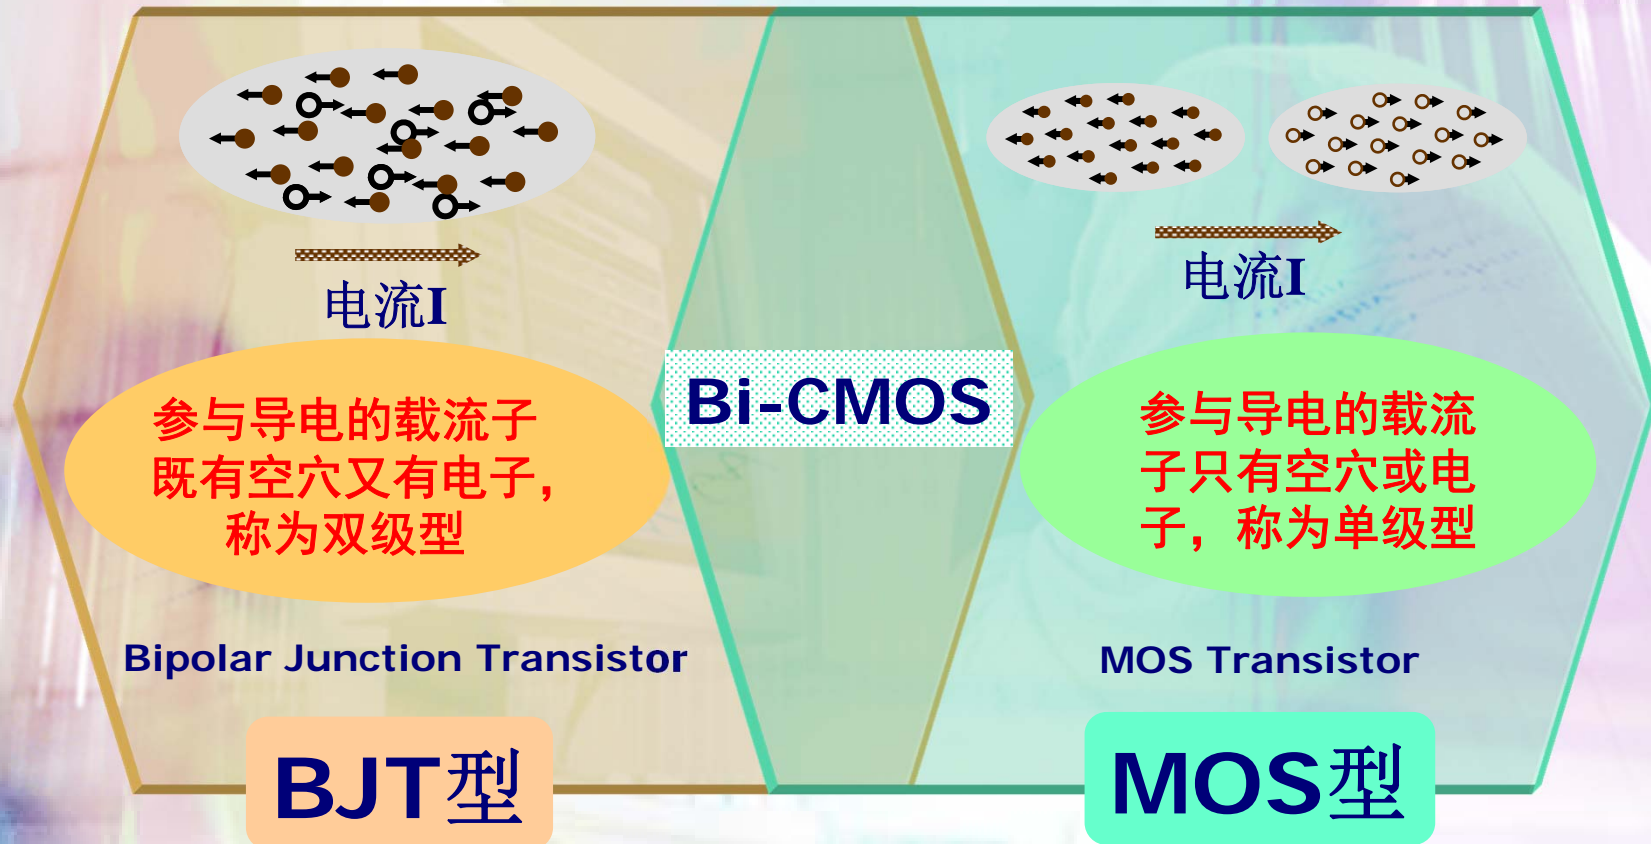 电流I
参与导电的载流子
既有空穴又有电子,
称为双级型
Bipolar Junction Transistor
BJT型
Bi-CMOS
电流I
参与导电的载流
子只有空穴或电
子，称为单级型
MOS Transistor
MOS型